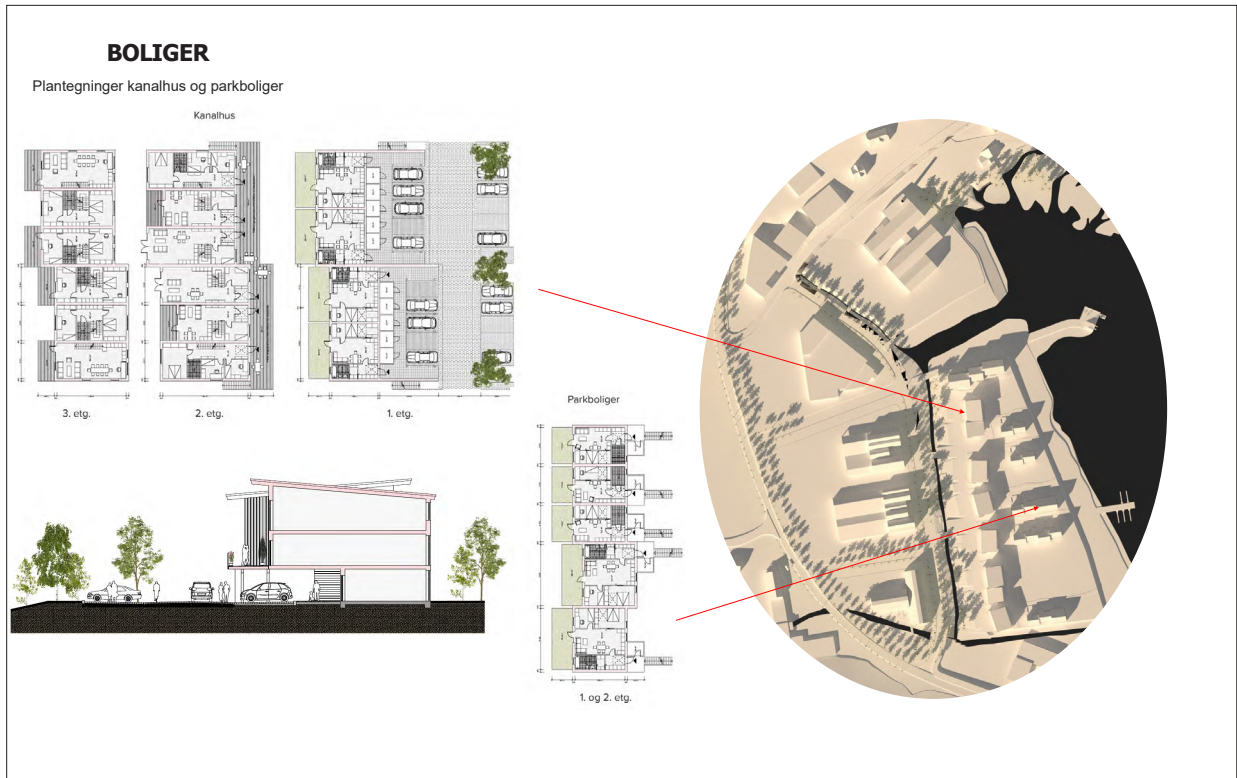 BOLIGER
Plantegninger kanalhus og parkboliger
Kanalhus
3. etg.
2. etg.
1. etg.
Parkboliger
1. og 2. etg.